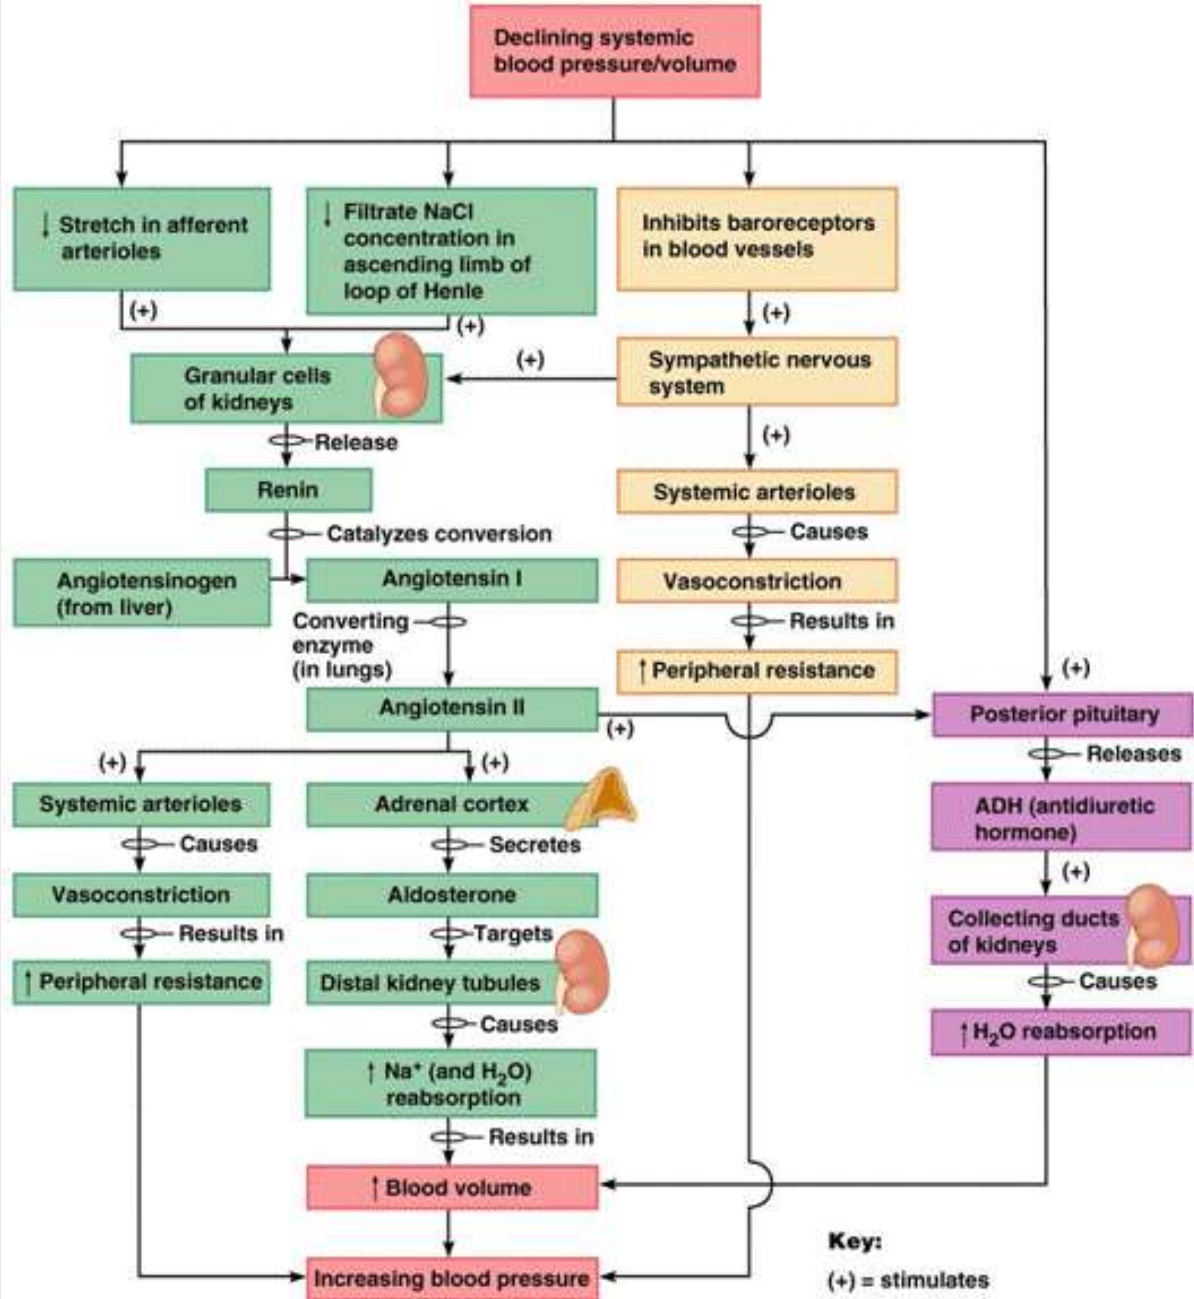 Declining systemic
blood pressure/volume
↓ Stretch in afferent
arterioles
↓ Filtrate NaCl
concentration in
ascending limb of
loop of Henle
Inhibits baroreceptors
in blood vessels
(+)
(+)
(+)
Granular cells
of kidneys
(+)
Sympathetic nervous
system
Release
(+)
Renin
Systemic arterioles
Catalyzes conversion
Causes
Angiotensinogen
(from liver)
Angiotensin I
Vasoconstriction
Converting
enzyme
(in lungs)
Results in
↑ Peripheral resistance
(+)
Angiotensin II
(+)
Posterior pituitary
Releases
(+)
(+)
Systemic arterioles
Adrenal cortex
ADH (antidiuretic
hormone)
Causes
Secretes
(+)
Vasoconstriction
Aldosterone
Collecting ducts
of kidneys
Results in
Targets
↑ Peripheral resistance
Distal kidney tubules
Causes
Causes
↑ H₂O reabsorption
↑ Na⁺ (and H₂O)
reabsorption
Results in
↑ Blood volume
Increasing blood pressure
Key:
(+) = stimulates